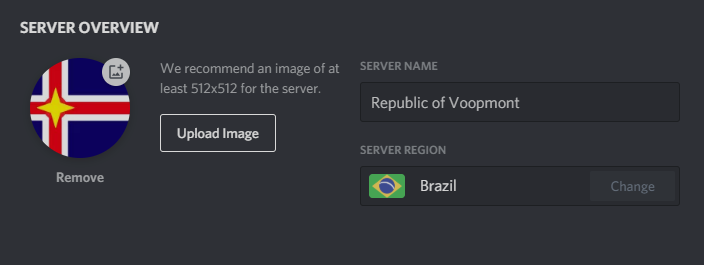 SERVER OVERVIEW
We recommend an image of at
least 512x512 for the server.
Upload Image
Remove
SERVER NAME
Republic of Voopmont
SERVER REGION
Brazil
Change